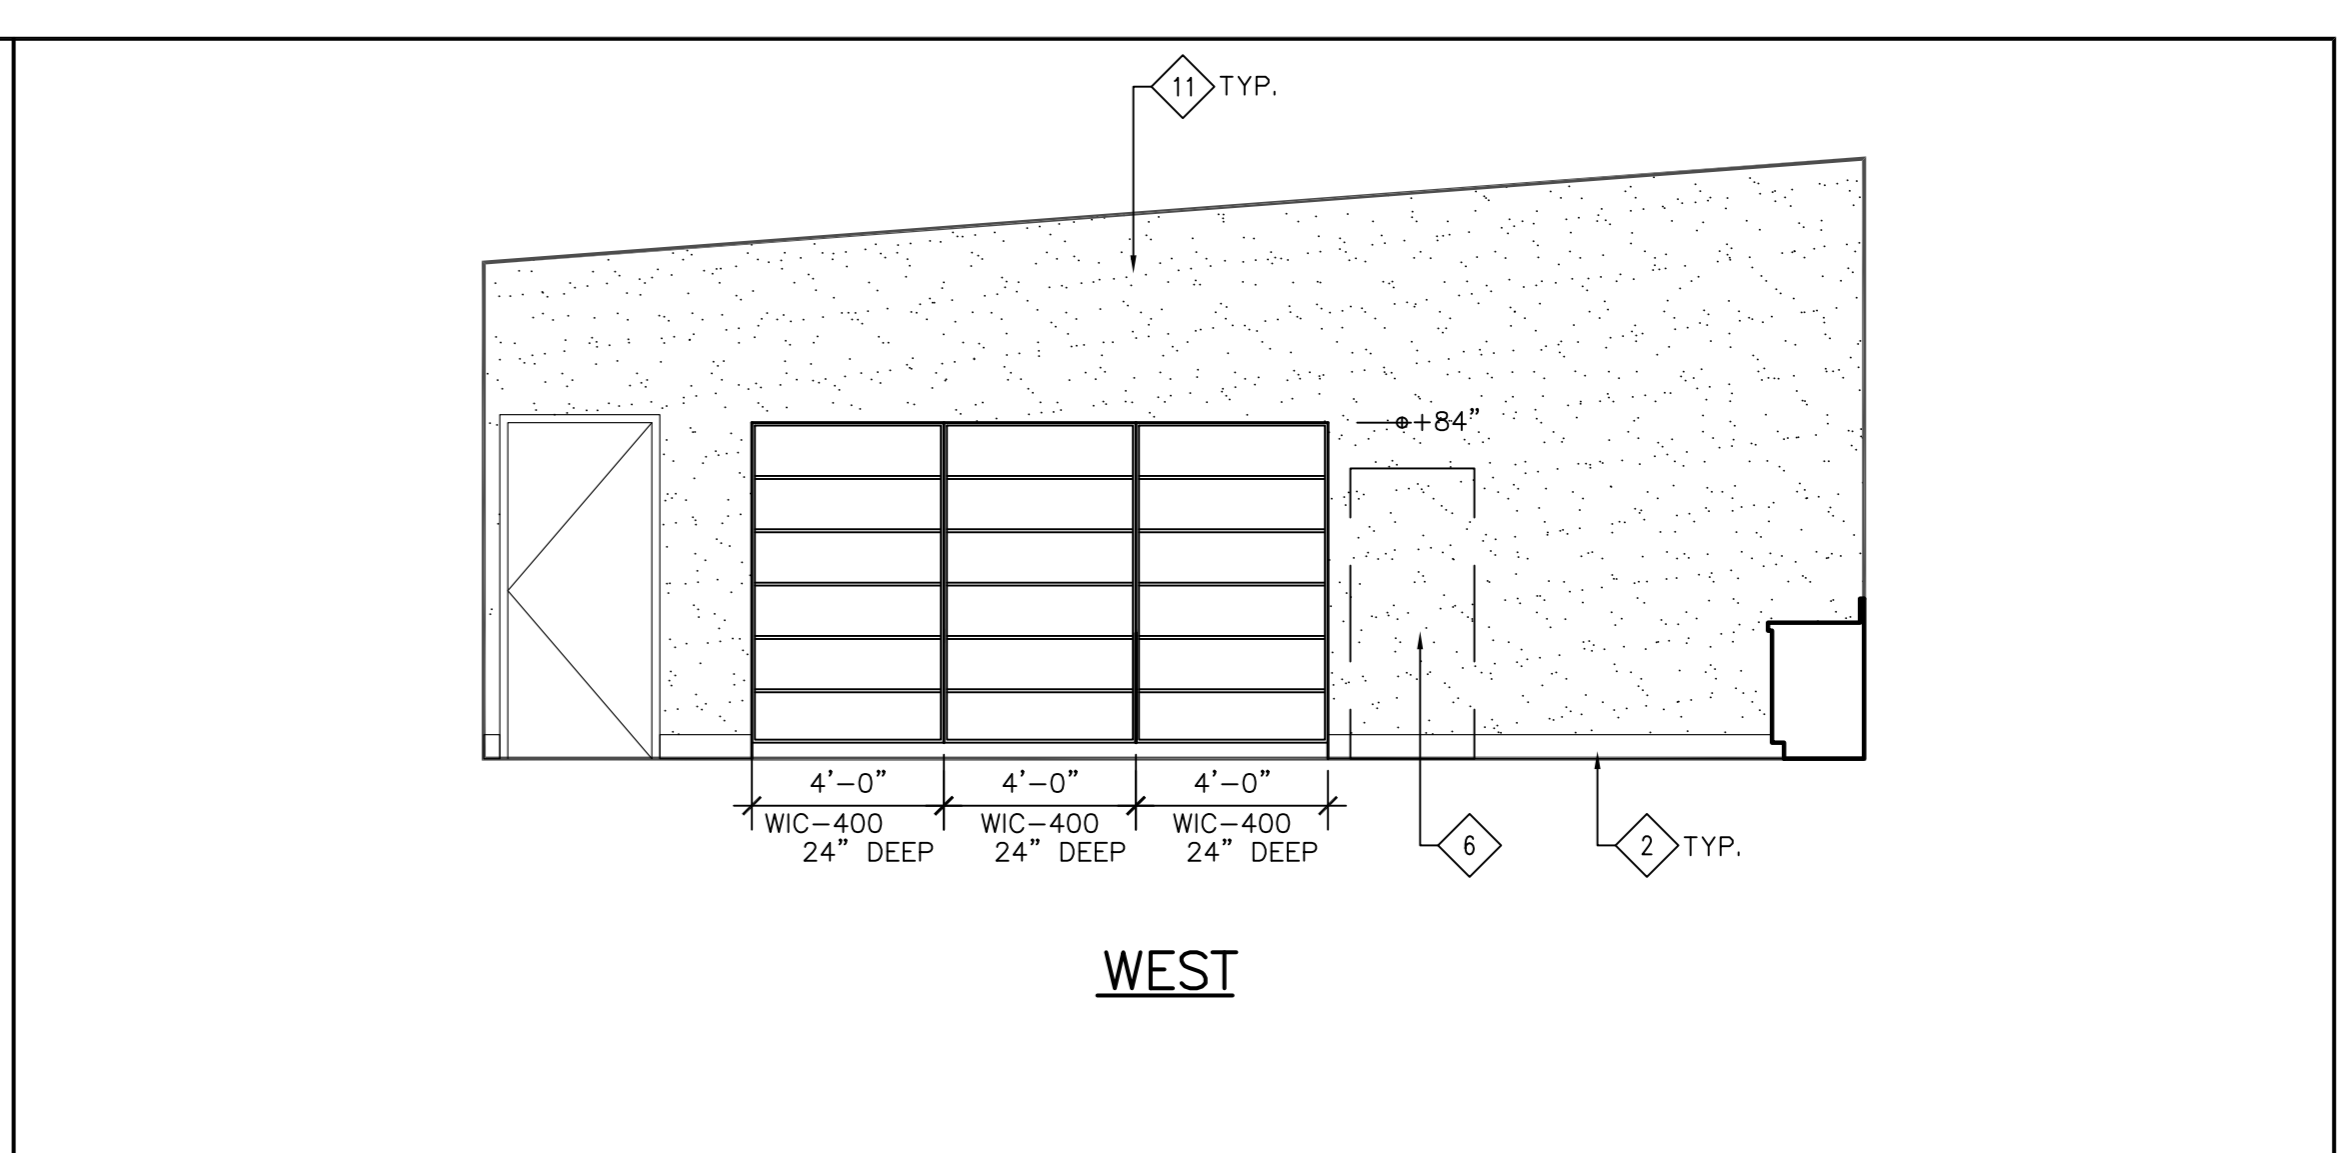 11 TYP.
+84"
4'-0" 4'-0" 4'-0"
WIC-400 WIC-400 WIC-400
24" DEEP 24" DEEP 24" DEEP
6 2 TYP.
WEST